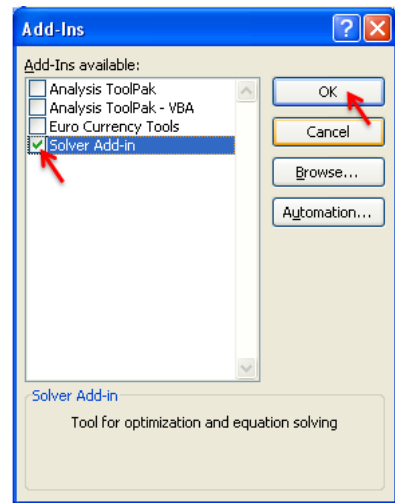 Add-Ins
Add-Ins available:
Analysis ToolPak
Analysis ToolPak - VBA
Euro Currency Tools
Solver Add-in
OK
Cancel
Browse...
Automation...
Solver Add-in
Tool for optimization and equation solving